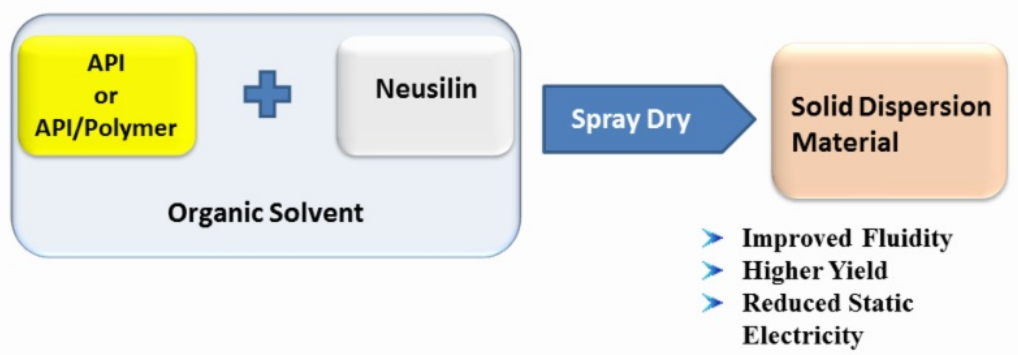 API
or
API/Polymer
Neusilin
Organic Solvent
Spray Dry
Solid Dispersion
Material
Improved Fluidity
Higher Yield
Reduced Static
Electricity